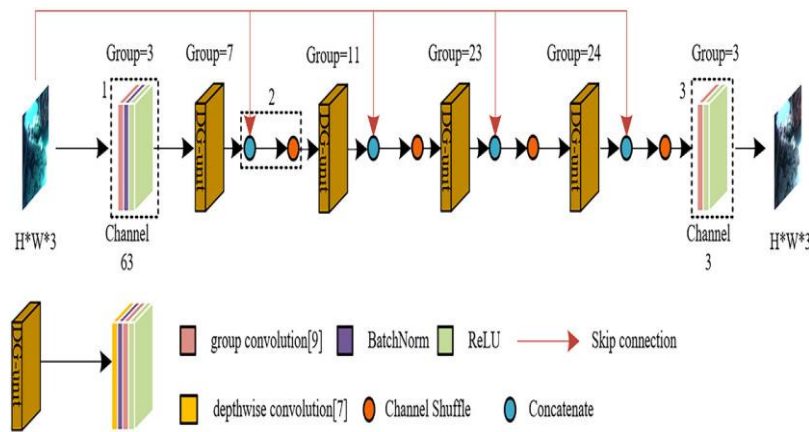 Group=3 Group=7 Group=11 Group=23 Group=24 Group=3
1 2 3
DG-unit DG-unit DG-unit DG-unit
H*W*3 Channel 63 Channel 3 H*W*3
DG-unit
group convolution[9] BatchNorm ReLU Skip connection
depthwise convolution[7] Channel Shuffle Concatenate